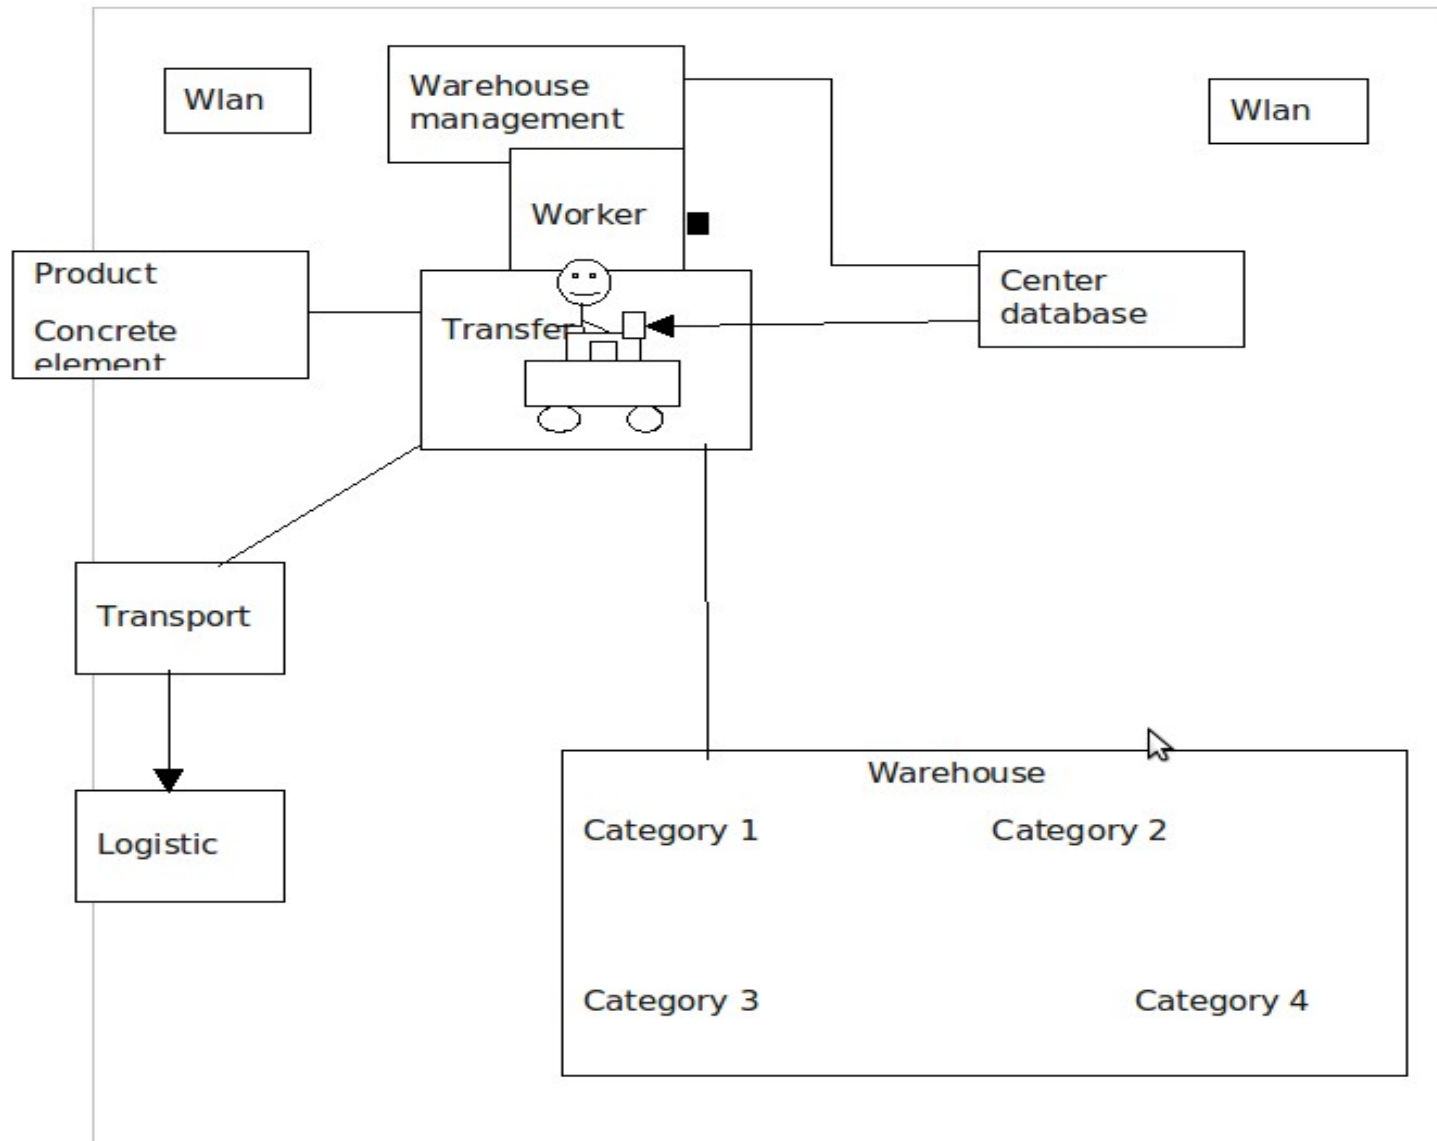 Wlan
Warehouse
management
Wlan
Worker
Product
Concrete
element
Transfer
Center
database
Transport
Logistic
Warehouse
Category 1
Category 2
Category 3
Category 4